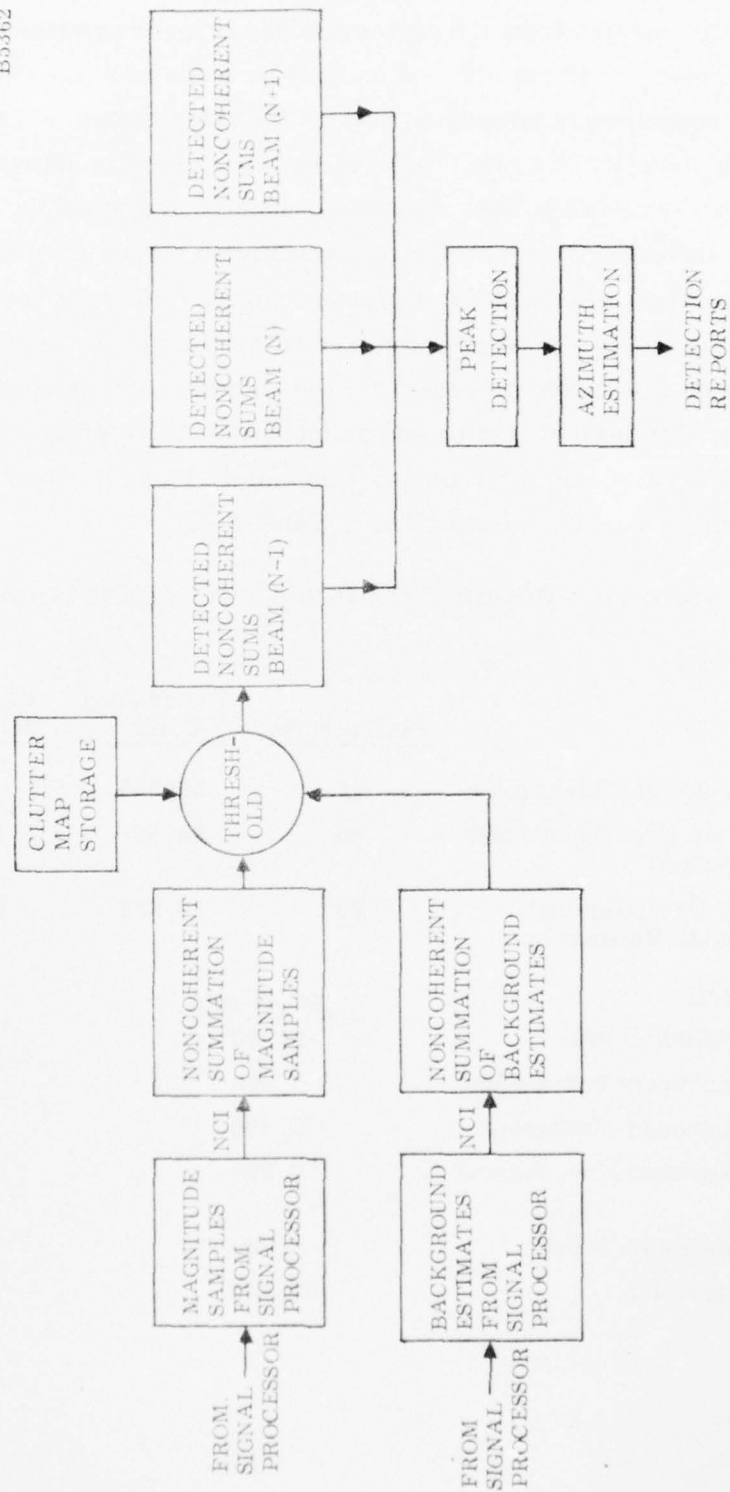 B5362
CLUTTER
MAP
STORAGE
FROM
SIGNAL
PROCESSOR
MAGNITUDE
SAMPLES
FROM
SIGNAL
PROCESSOR
NCI
NONCOHERENT
SUMMATION
OF
MAGNITUDE
SAMPLES
THRESH-
OLD
DETECTED
NONCOHERENT
SUMS
BEAM (N-1)
DETECTED
NONCOHERENT
SUMS
BEAM (N)
DETECTED
NONCOHERENT
SUMS
BEAM (N+1)
FROM
SIGNAL
PROCESSOR
BACKGROUND
ESTIMATES
FROM
SIGNAL
PROCESSOR
NCI
NONCOHERENT
SUMMATION
OF
BACKGROUND
ESTIMATES
PEAK
DETECTION
AZIMUTH
ESTIMATION
DETECTION
REPORTS